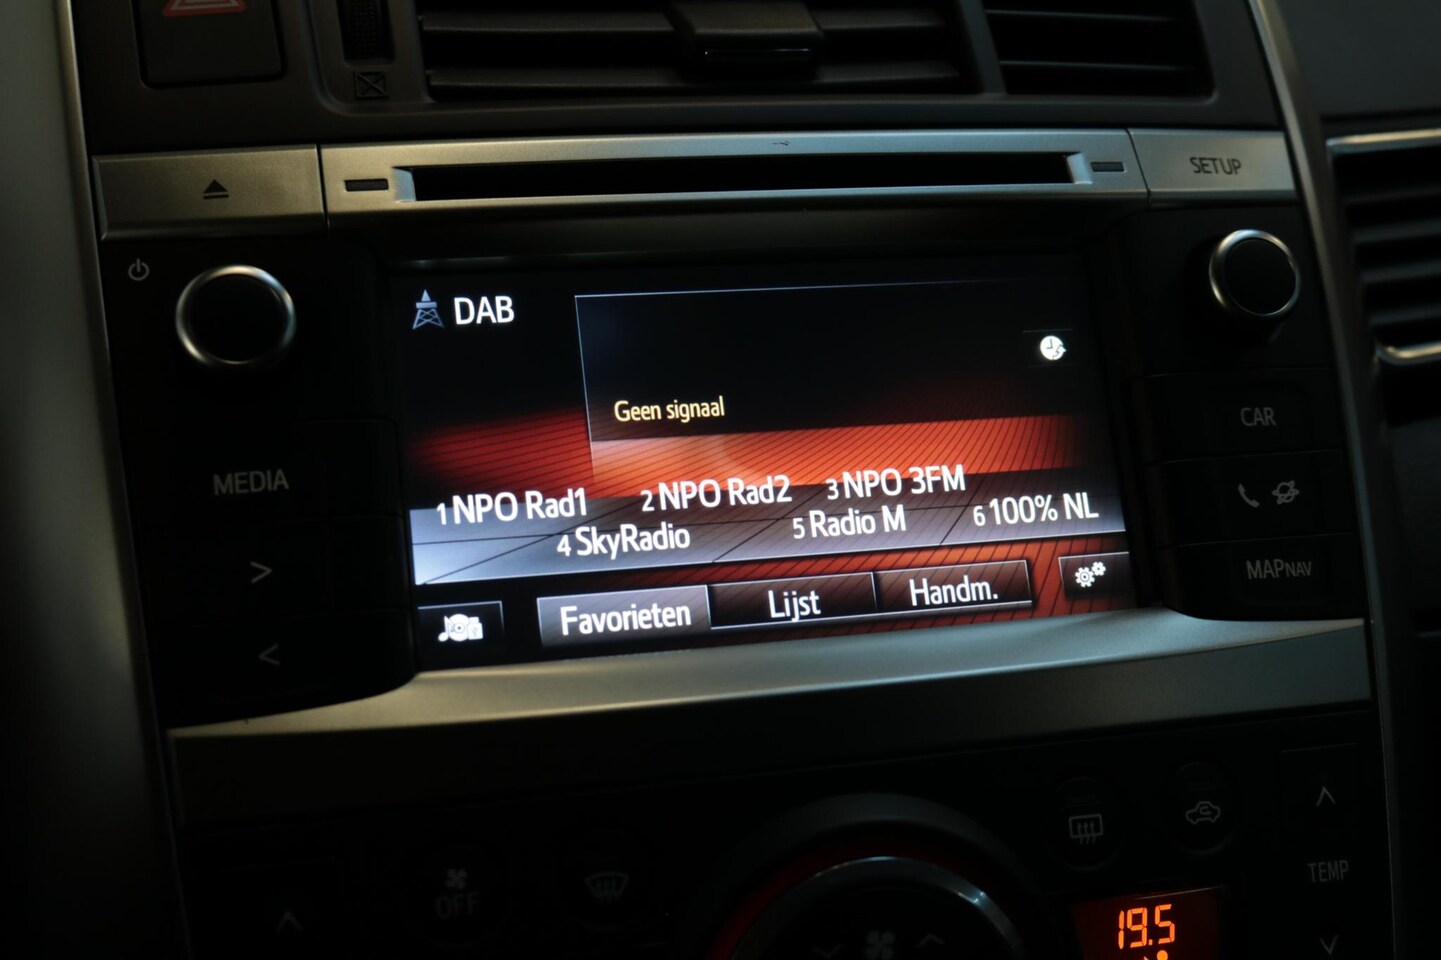 SETUP
DAB
Geen signaal
MEDIA
CAR
1 NPO Rad1 2 NPO Rad2 3 NPO 3FM
4 SkyRadio 5 Radio M 6 100% NL
MAPNAV
Favorieten Lijst Handm.
TEMP
OFF
19.5